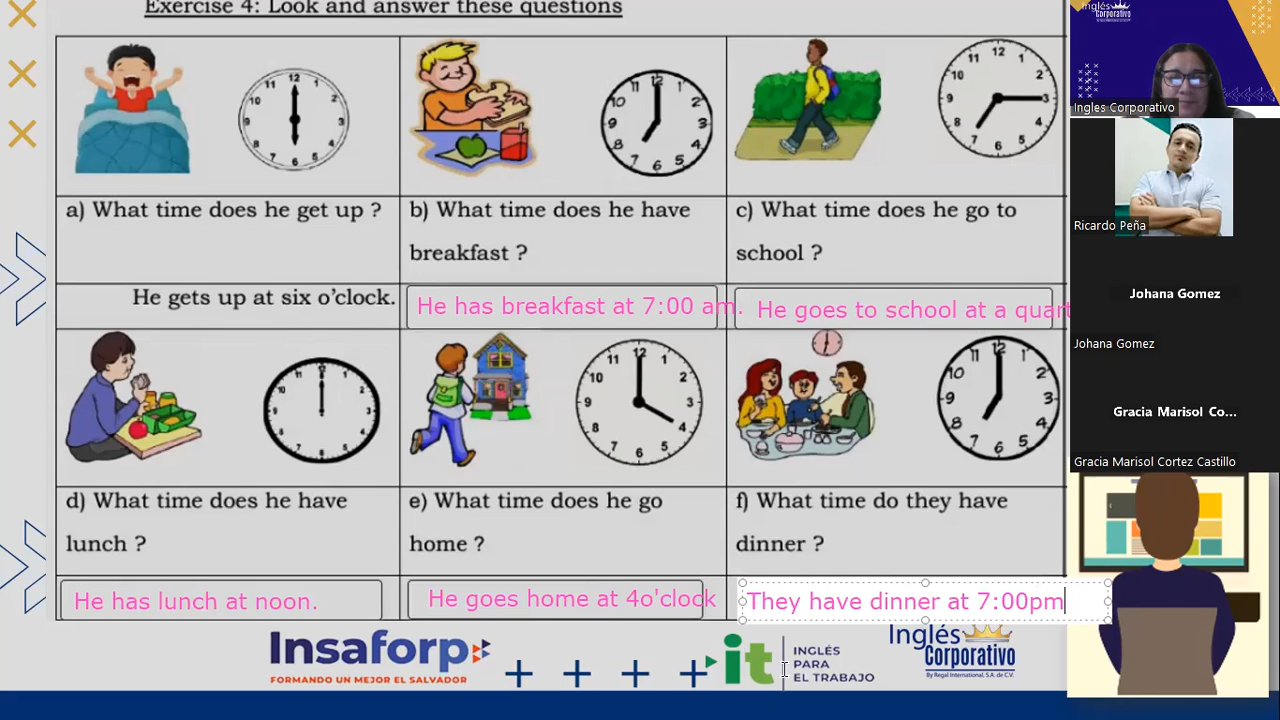 Exercise 4: Look and answer these questions
a) What time does he get up ?
b) What time does he have
breakfast ?
c) What time does he go to
school ?
He gets up at six o’clock.
He has breakfast at 7:00 am.
He goes to school at a quart
d) What time does he have
lunch ?
e) What time does he go
home ?
f) What time do they have
dinner ?
He has lunch at noon.
He goes home at 4o'clock
They have dinner at 7:00pm
Insaforp
FORMANDO UN MEJOR EL SALVADOR
it
INGLÉS
PARA
EL TRABAJO
Inglés
Corporativo
By Regal International, S.A. de C.V.
Inglés
Corporativo
Ingles Corporativo
Ricardo Peña
Johana Gomez
Johana Gomez
Gracia Marisol Co...
Gracia Marisol Cortez Castillo